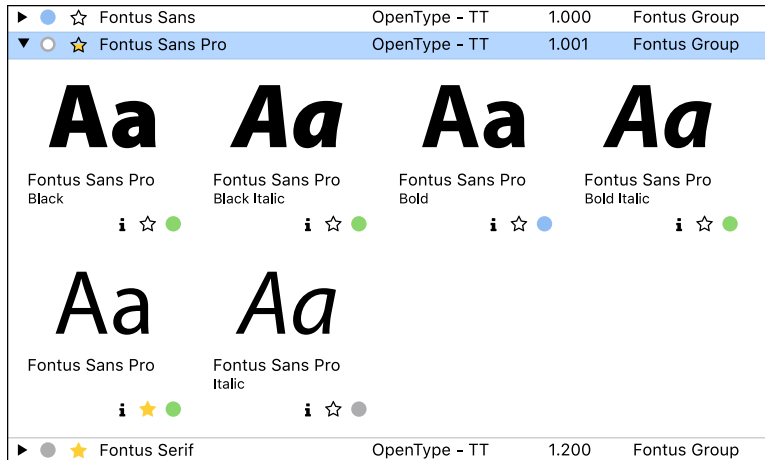 Fontus Sans OpenType - TT 1.000 Fontus Group
Fontus Sans Pro OpenType - TT 1.001 Fontus Group
Aa Aa Aa Aa
Fontus Sans Pro Fontus Sans Pro Fontus Sans Pro Fontus Sans Pro
Black Black Italic Bold Bold Italic
i i i i
Aa Aa
Fontus Sans Pro Fontus Sans Pro
Italic
i i
Fontus Serif OpenType - TT 1.200 Fontus Group